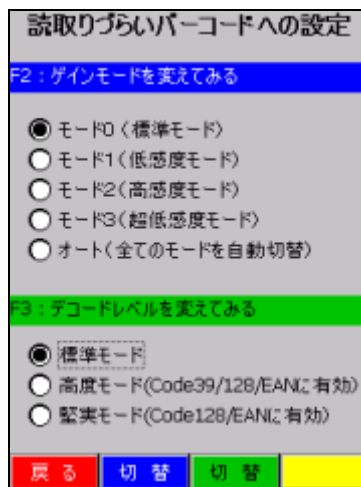 読取りづらいバーコードへの設定
F2：ゲインモードを変えてみる
モード0（標準モード）
モード1（低感度モード）
モード2（高感度モード）
モード3（超低感度モード）
オート（全てのモードを自動切替）
F3：デコードレベルを変えてみる
標準モード
高度モード(Code39/128/EANに有効)
堅実モード(Code128/EANに有効)
戻る 切替 切替